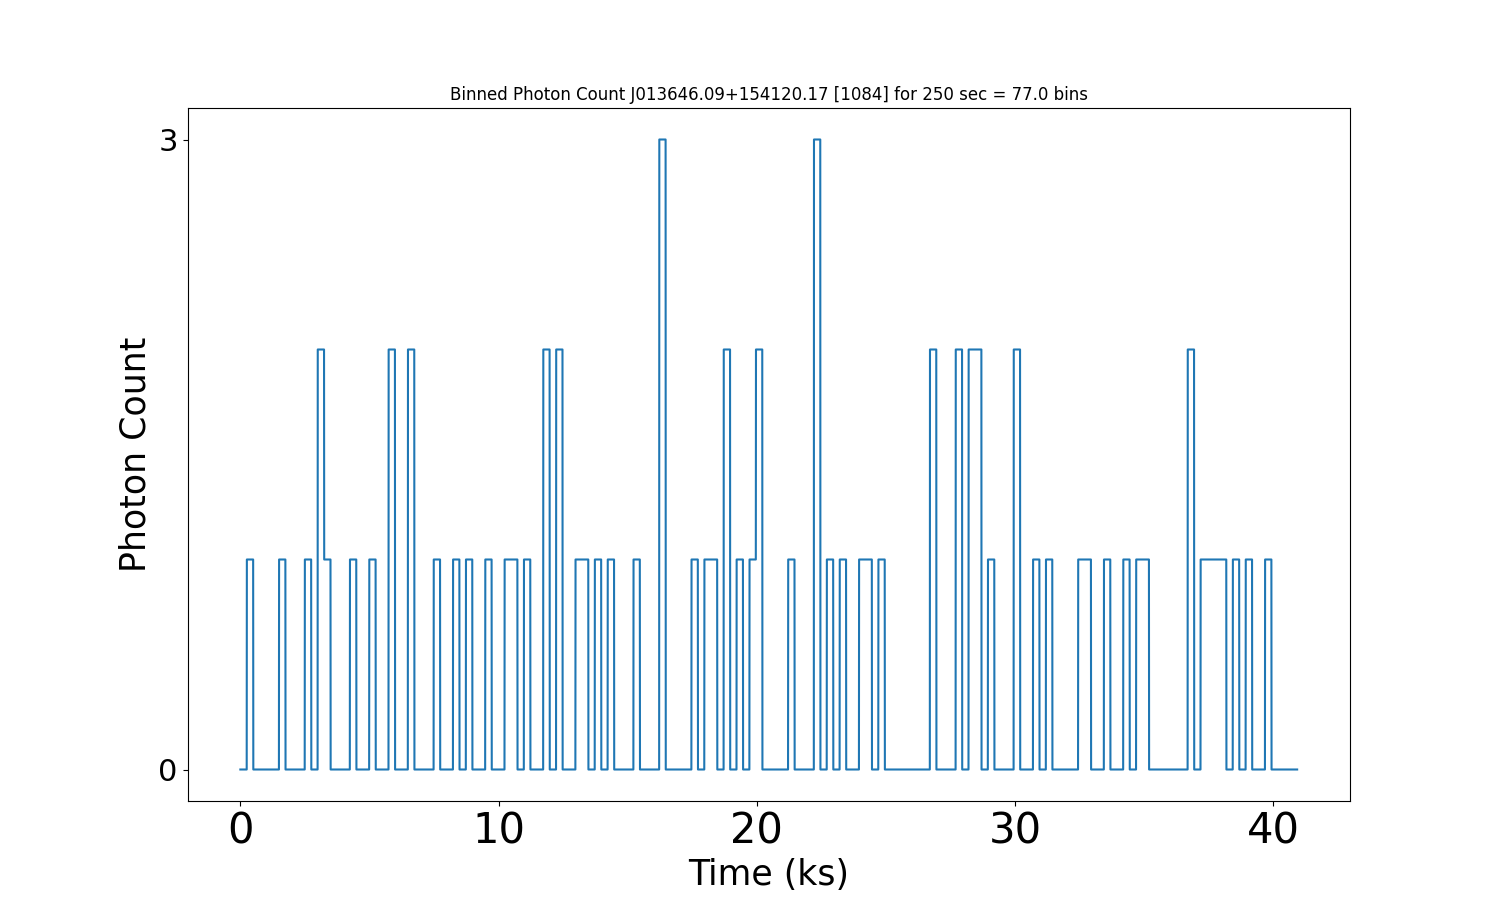 Binned Photon Count J013646.09+154120.17 [1084] for 250 sec = 77.0 bins
3
Photon Count
0
0 10 20 30 40
Time (ks)